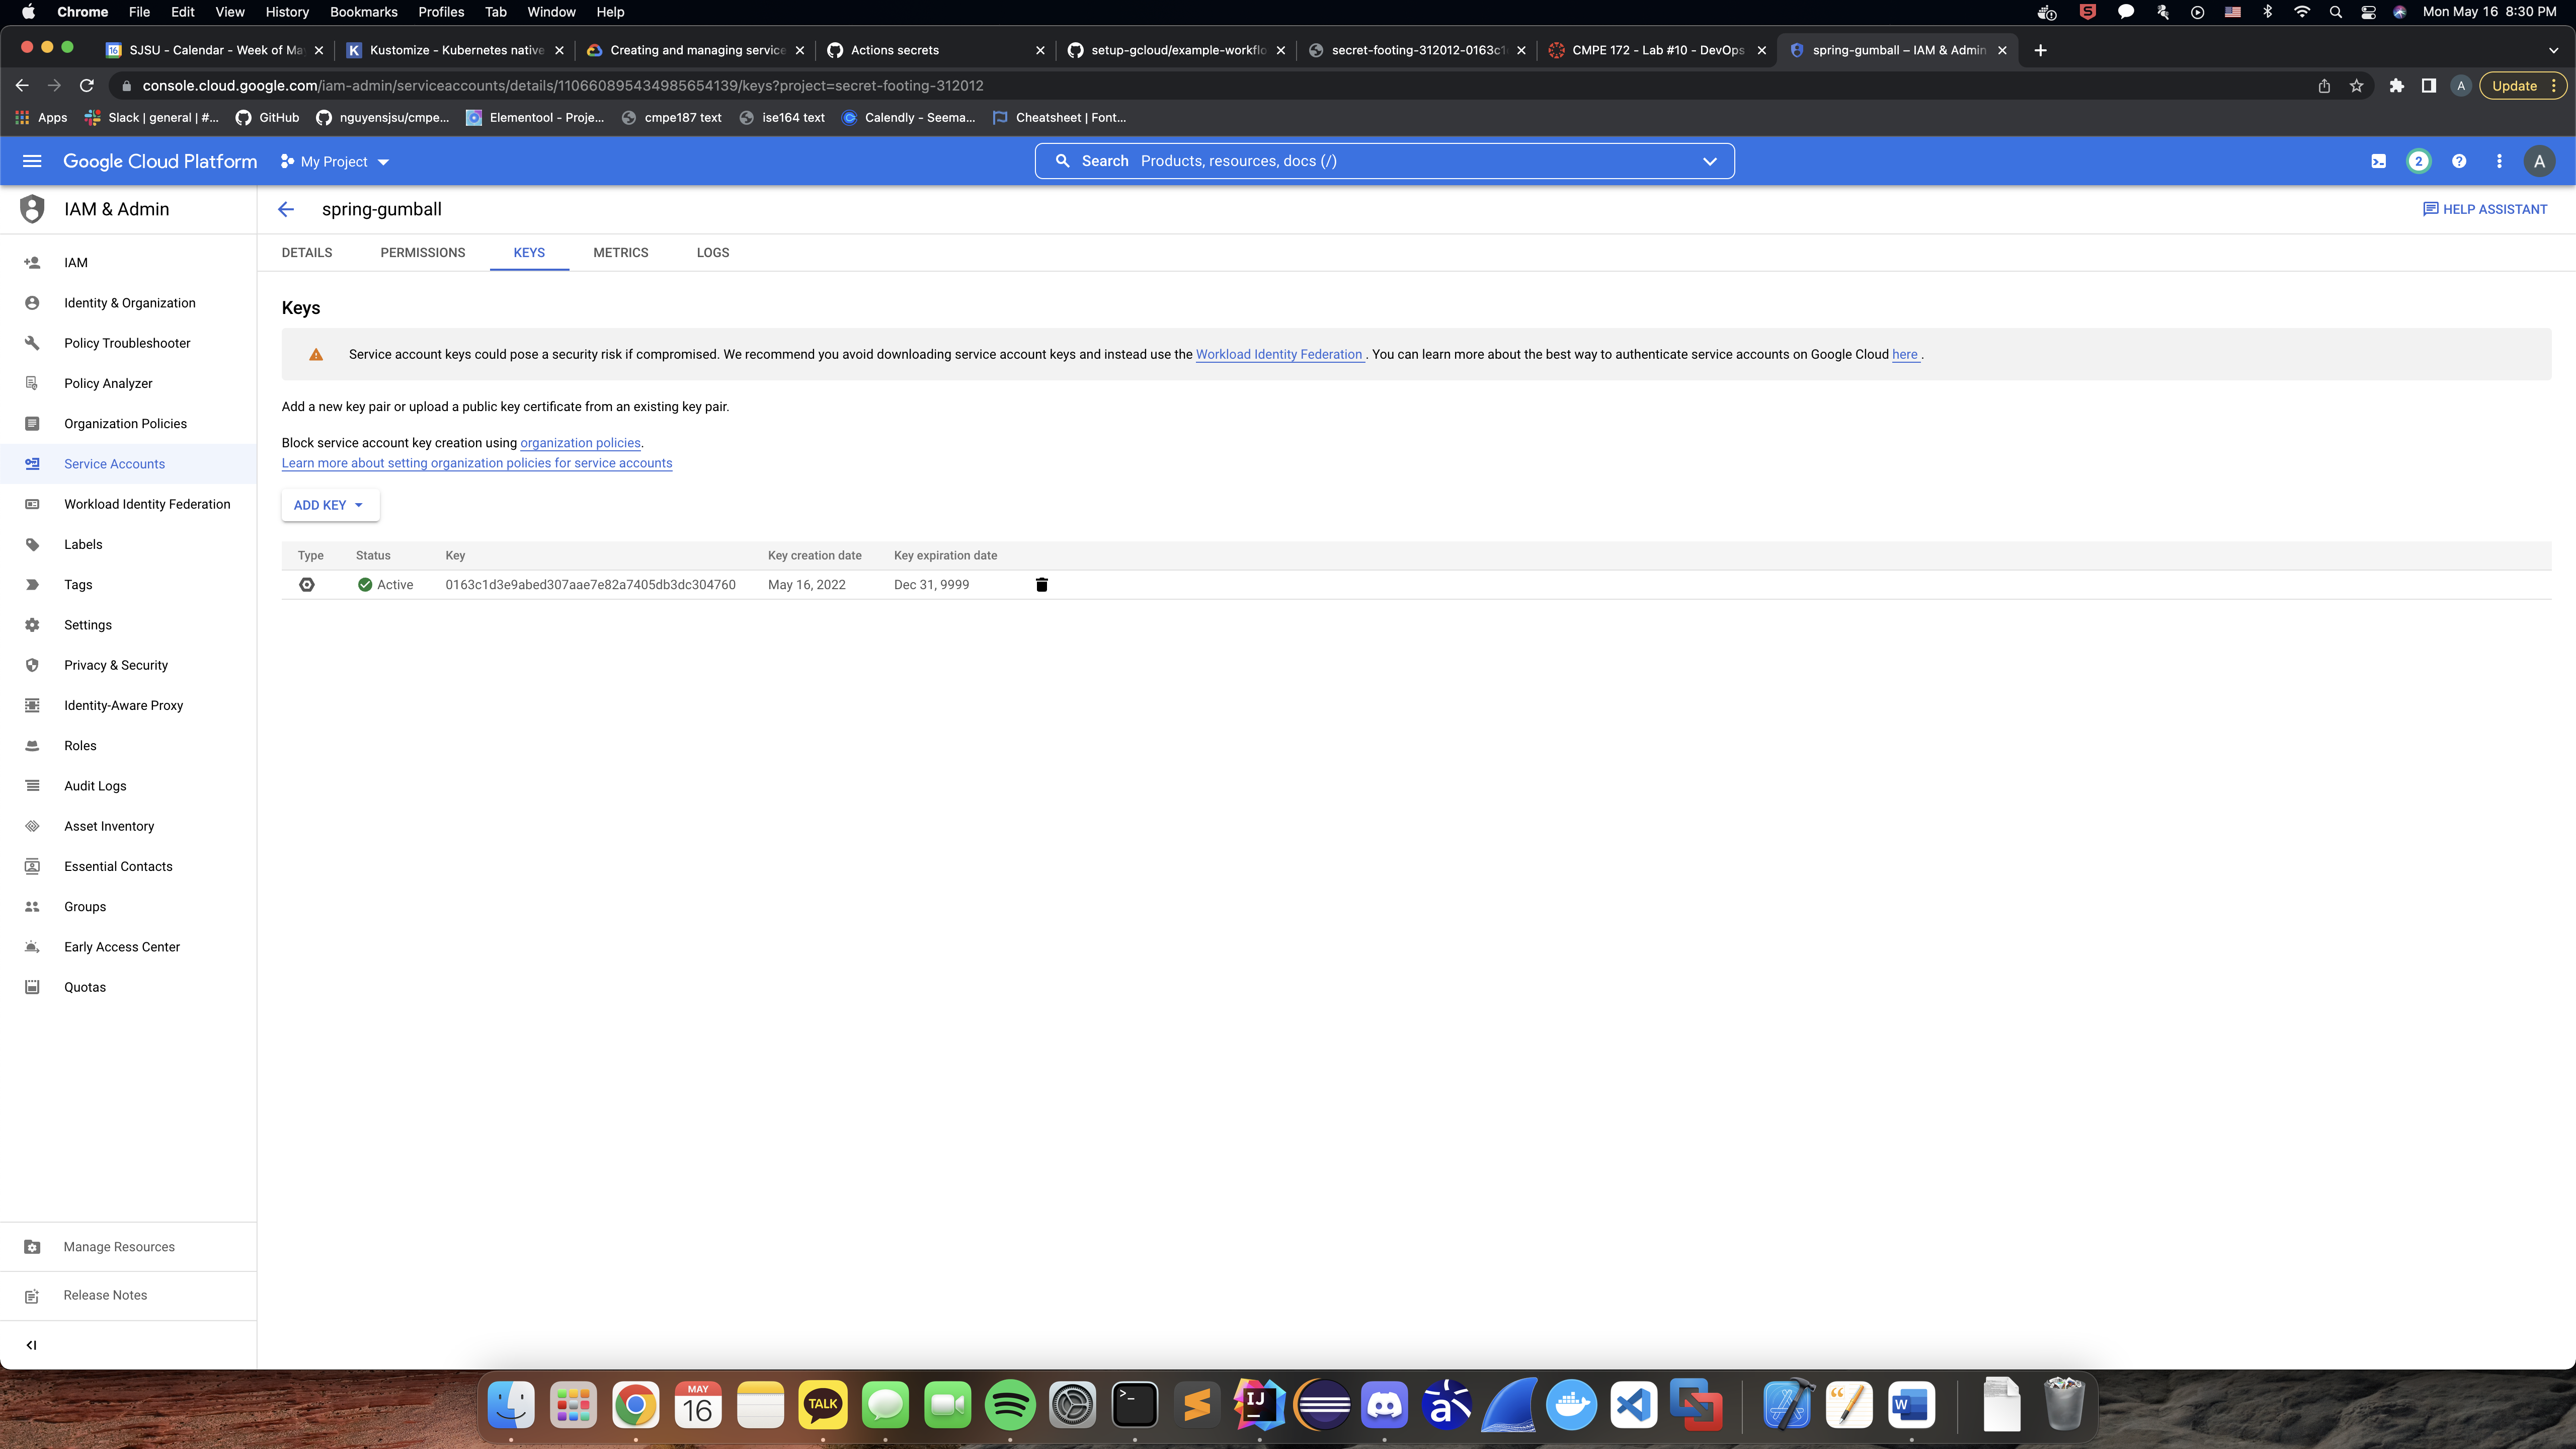 Chrome File Edit View History Bookmarks Profiles Tab Window Help Mon May 16 8:30 PM
SJSU - Calendar - Week of Ma Kustomize - Kubernetes native Creating and managing service Actions secrets setup-gcloud/example-workflo secret-footing-312012-0163c1 CMPE 172 - Lab #10 - DevOps spring-gumball – IAM & Admin
console.cloud.google.com/iam-admin/serviceaccounts/details/110660895434985654139/keys?project=secret-footing-312012 A Update
Apps Slack | general | #... GitHub nguyensjsu/cmpe... Elementool - Proje... cmpe187 text ise164 text Calendly - Seema... Cheatsheet | Font...
Google Cloud Platform My Project Search Products, resources, docs (/) 2 A
IAM & Admin
spring-gumball
HELP ASSISTANT
DETAILS PERMISSIONS KEYS METRICS LOGS
IAM
Identity & Organization
Policy Troubleshooter
Policy Analyzer
Organization Policies
Service Accounts
Workload Identity Federation
Labels
Tags
Settings
Privacy & Security
Identity-Aware Proxy
Roles
Audit Logs
Asset Inventory
Essential Contacts
Groups
Early Access Center
Quotas
Manage Resources
Release Notes
Keys
Service account keys could pose a security risk if compromised. We recommend you avoid downloading service account keys and instead use the Workload Identity Federation . You can learn more about the best way to authenticate service accounts on Google Cloud here .
Add a new key pair or upload a public key certificate from an existing key pair.
Block service account key creation using organization policies.
Learn more about setting organization policies for service accounts
ADD KEY
Type Status Key Key creation date Key expiration date
Active 0163c1d3e9abed307aae7e82a7405db3dc304760 May 16, 2022 Dec 31, 9999
MAY
16
TALK
IJ
W